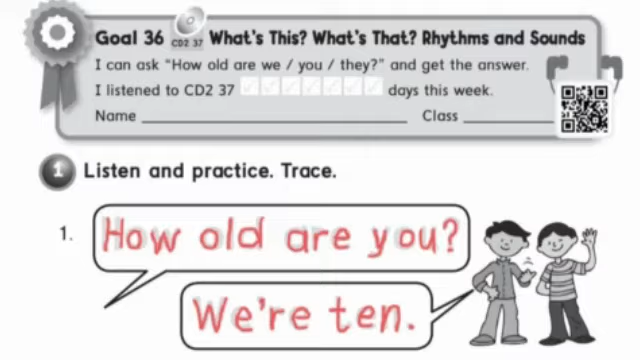 Goal 36 CD2 37 What's This? What's That? Rhythms and Sounds
I can ask "How old are we / you / they?" and get the answer.
I listened to CD2 37 days this week.
Name Class
1 Listen and practice. Trace.
1. How old are you?
We're ten.